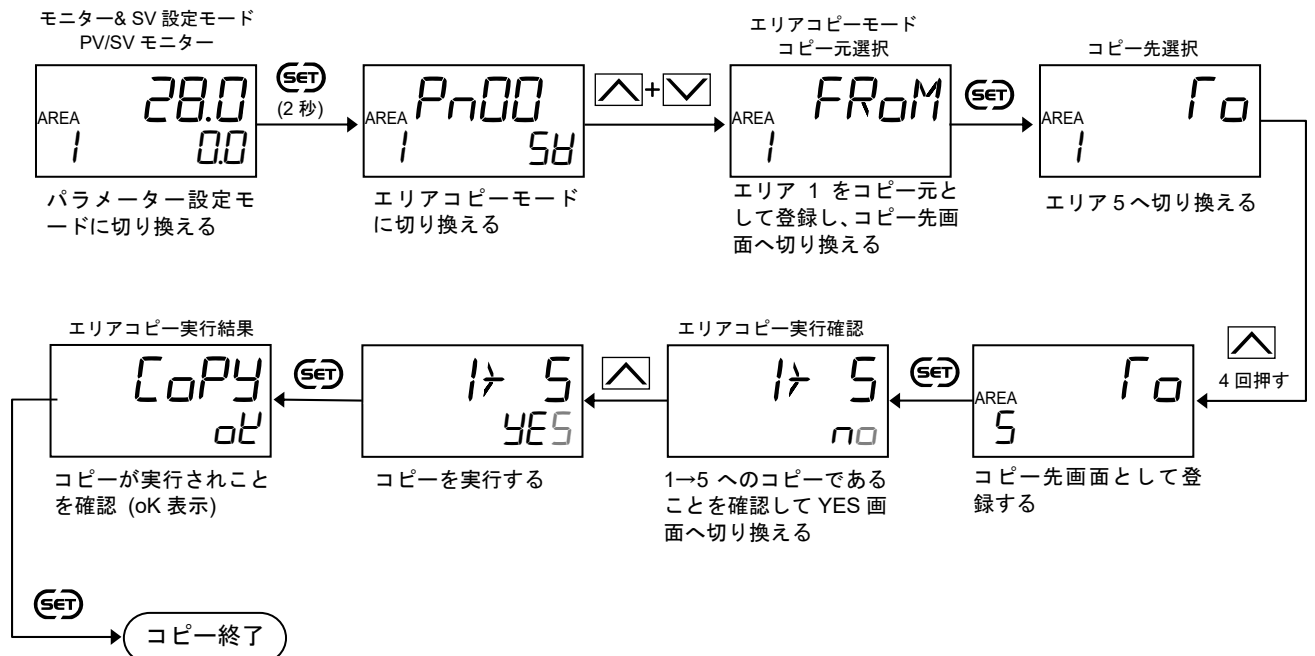 モニター& SV 設定モード
PV/SV モニター
AREA
28.0
1
0.0
パラメーター設定モ
ードに切り換える
SET
(2 秒)
AREA
Pn00
1
SV
エリアコピーモード
に切り換える
+
エリアコピーモード
コピー元選択
AREA
FRoM
1
エリア 1 をコピー元と
して登録し、コピー先画
面へ切り換える
SET
コピー先選択
AREA
To
1
エリア 5 へ切り換える
4 回押す
AREA
To
5
コピー先画面として登
録する
SET
エリアコピー実行確認
1 5
no
1→5 へのコピーである
ことを確認して YES 画
面へ切り換える
1 5
YES
コピーを実行する
SET
エリアコピー実行結果
CoPY
oK
コピーが実行されこと
を確認 (oK 表示)
SET
コピー終了